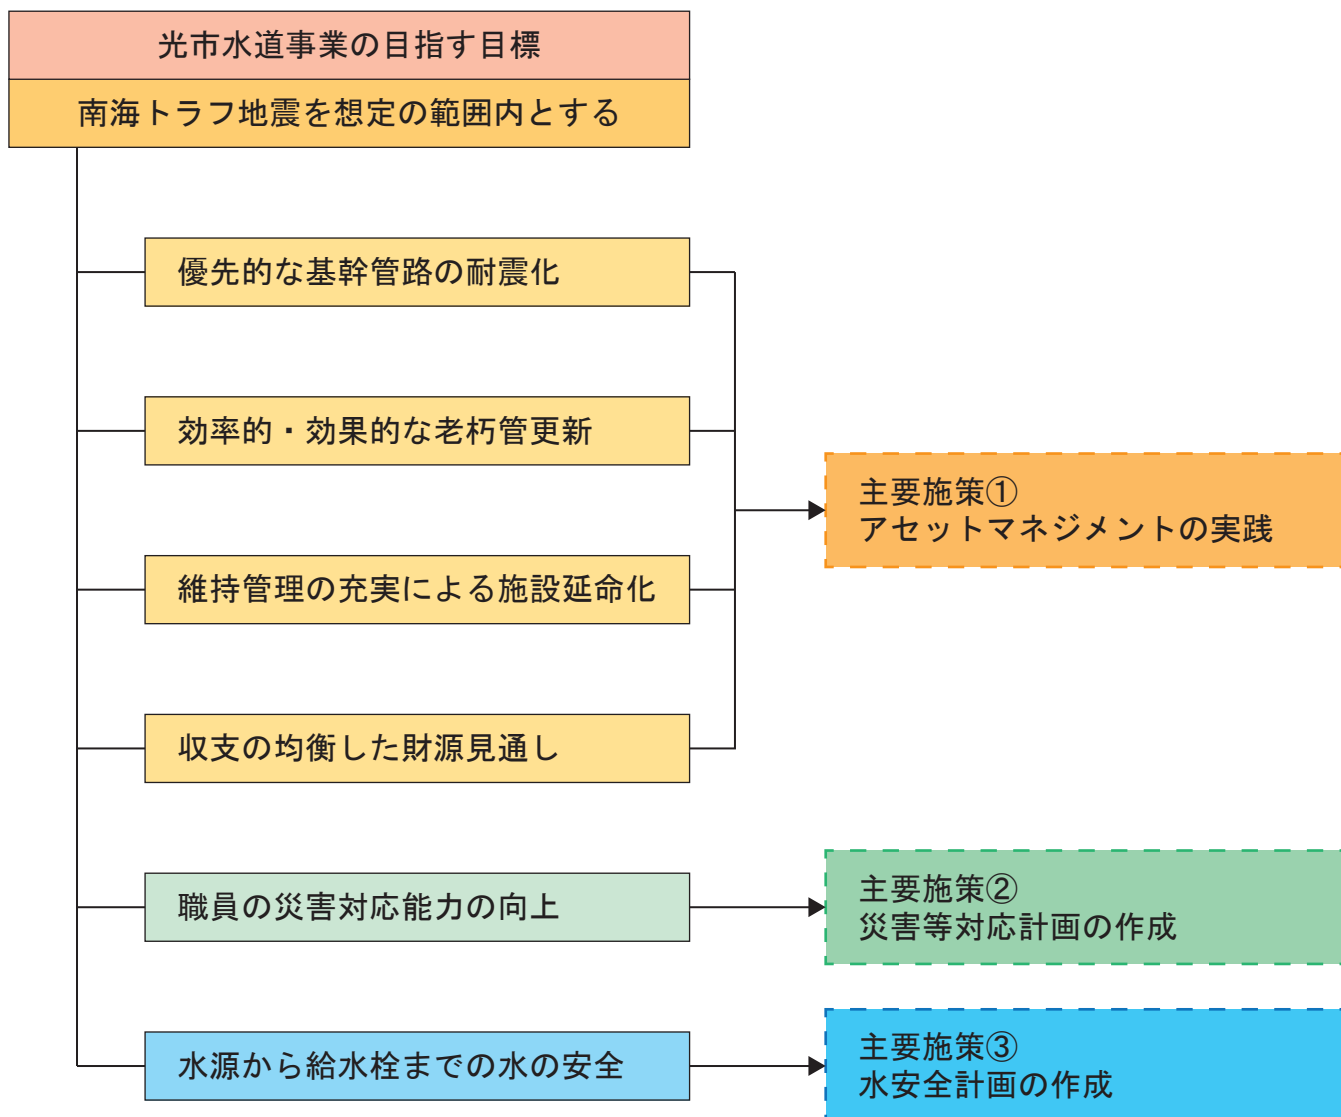 光市水道事業の目指す目標
南海トラフ地震を想定の範囲内とする
優先的な基幹管路の耐震化
効率的・効果的な老朽管更新
主要施策①
アセットマネジメントの実践
維持管理の充実による施設延命化
収支の均衡した財源見通し
職員の災害対応能力の向上
主要施策②
災害等対応計画の作成
水源から給水栓までの水の安全
主要施策③
水安全計画の作成